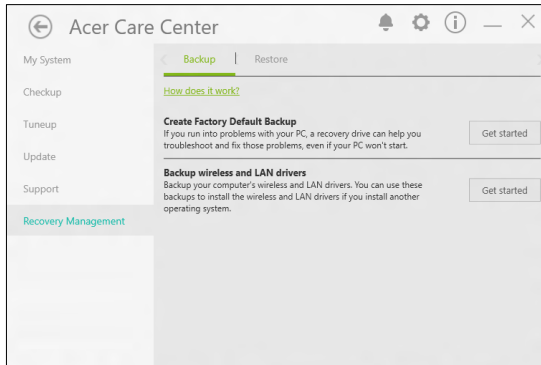 Acer Care Center
My System
Backup
Restore
Checkup
How does it work?
Tuneup
Create Factory Default Backup
If you run into problems with your PC, a recovery drive can help you
troubleshoot and fix those problems, even if your PC won't start.
Get started
Update
Backup wireless and LAN drivers
Backup your computer's wireless and LAN drivers. You can use these
backups to install the wireless and LAN drivers if you install another
operating system.
Get started
Support
Recovery Management